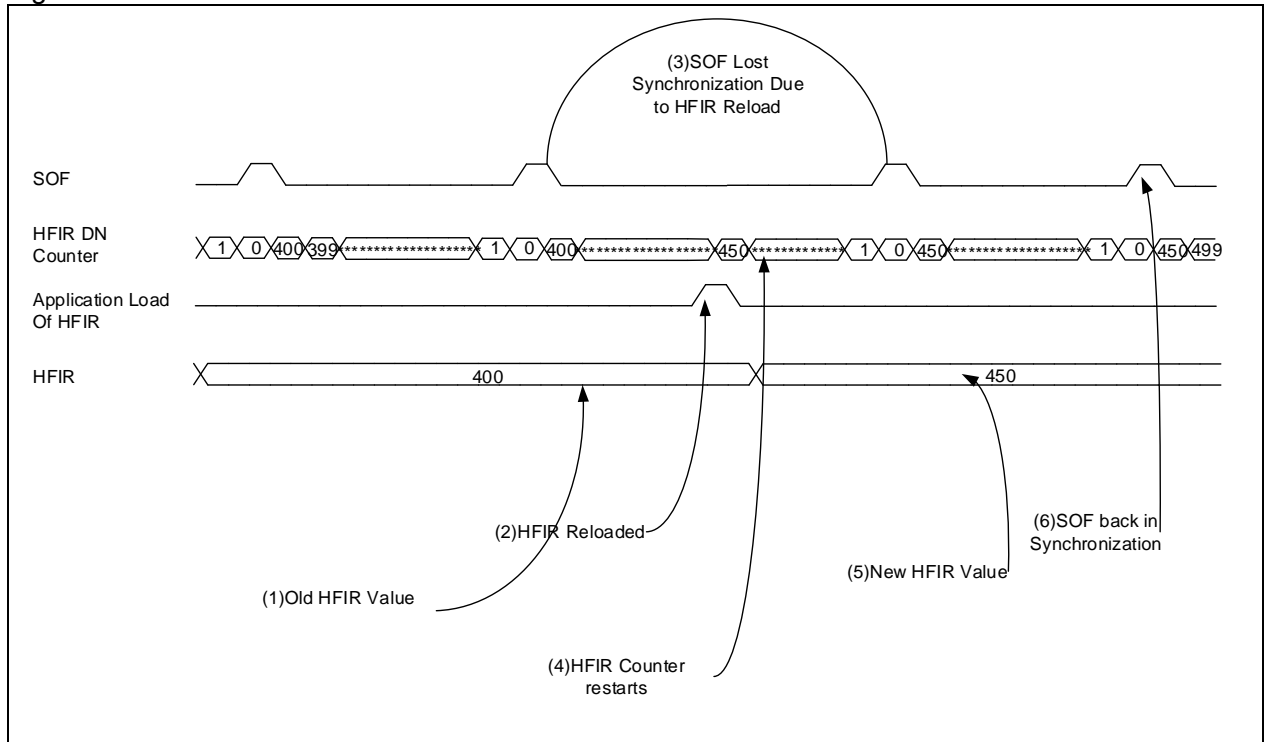 (3)SOF Lost
Synchronization Due
to HFIR Reload
SOF
HFIR DN
Counter
1 0 400 399 ***************** 1 0 400 ***************** 450 ************ 1 0 450 ***************** 1 0 450 499
Application Load
Of HFIR
HFIR
400
450
(2)HFIR Reloaded
(6)SOF back in
Synchronization
(5)New HFIR Value
(1)Old HFIR Value
(4)HFIR Counter
restarts